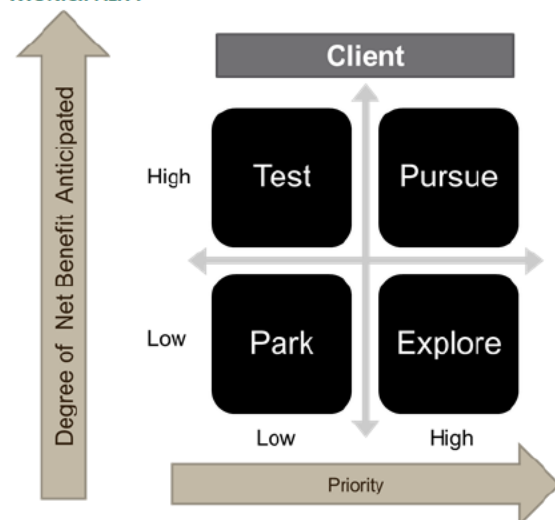 Client
Degree of Net Benefit Anticipated
High
Test
Pursue
Low
Park
Explore
Low
High
Priority